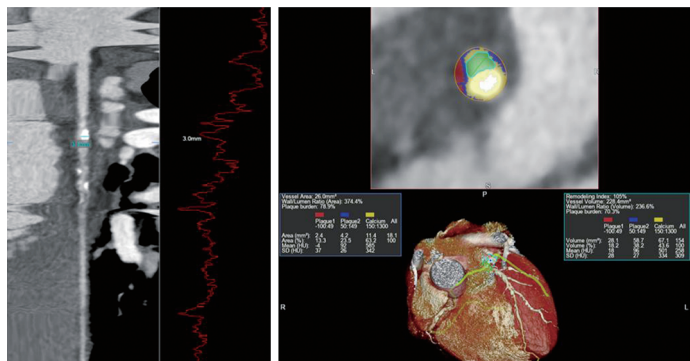 3.0mm
L
P
Vessel Area: 26.0mm²
Wall/Lumen Ratio (Area): 374.4%
Plaque burden: 78.9%
Plaque1 Plaque2 Calcium All
-100:49 50:149 150:1300
Area (mm²): 2.4 4.2 11.4 18.1
Area (%): 13.3 23.5 63.2 100
Mean (HU): -4 92 585
SD (HU): 37 26 342
Remodeling Index: 105%
Vessel Volume: 228.4mm³
Wall/Lumen Ratio (Volume): 236.6%
Plaque burden: 70.3%
Plaque1 Plaque2 Calcium All
-100:49 50:149 150:1300
Volume (mm³): 28.1 58.7 67.1 154
Volume (%): 18.2 38.2 43.6 100
Mean (HU): 18 96 501 258
SD (HU): 28 27 334 309
R L